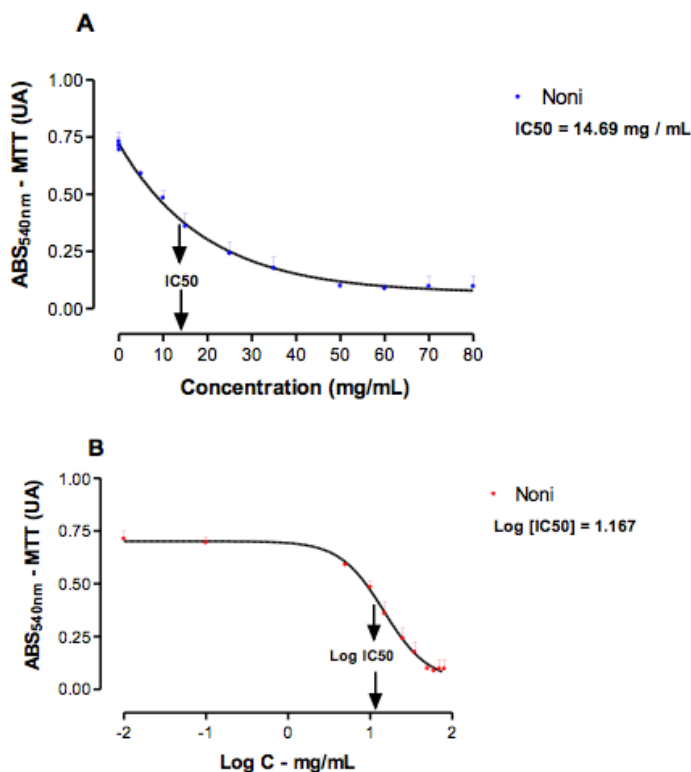 A
ABS540nm - MTT (UA)
1.00
0.75
0.50
0.25
0.00
IC50
0 10 20 30 40 50 60 70 80
Concentration (mg/mL)
Noni
IC50 = 14.69 mg / mL
B
ABS540nm - MTT (UA)
1.00
0.75
0.50
0.25
0.00
Log IC50
-2 -1 0 1 2
Log C - mg/mL
Noni
Log [IC50] = 1.167